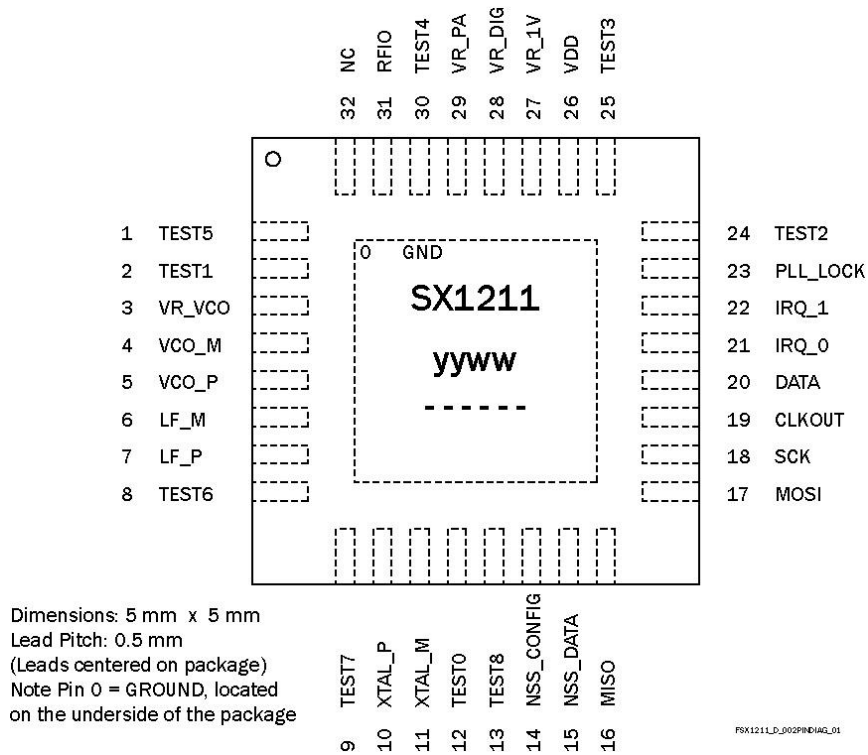 32 NC
31 RFIO
30 TEST4
29 VR_PA
28 VR_DIG
27 VR_1V
26 VDD
25 TEST3
1 TEST5
2 TEST1
3 VR_VCO
4 VCO_M
5 VCO_P
6 LF_M
7 LF_P
8 TEST6
0 GND
SX1211
yyww
------
24 TEST2
23 PLL_LOCK
22 IRQ_1
21 IRQ_0
20 DATA
19 CLKOUT
18 SCK
17 MOSI
9 TEST7
10 XTAL_P
11 XTAL_M
12 TEST0
13 TEST8
14 NSS_CONFIG
15 NSS_DATA
16 MISO
Dimensions: 5 mm x 5 mm
Lead Pitch: 0.5 mm
(Leads centered on package)
Note Pin 0 = GROUND, located
on the underside of the package
FSX1211_D_002PINDIAG_01